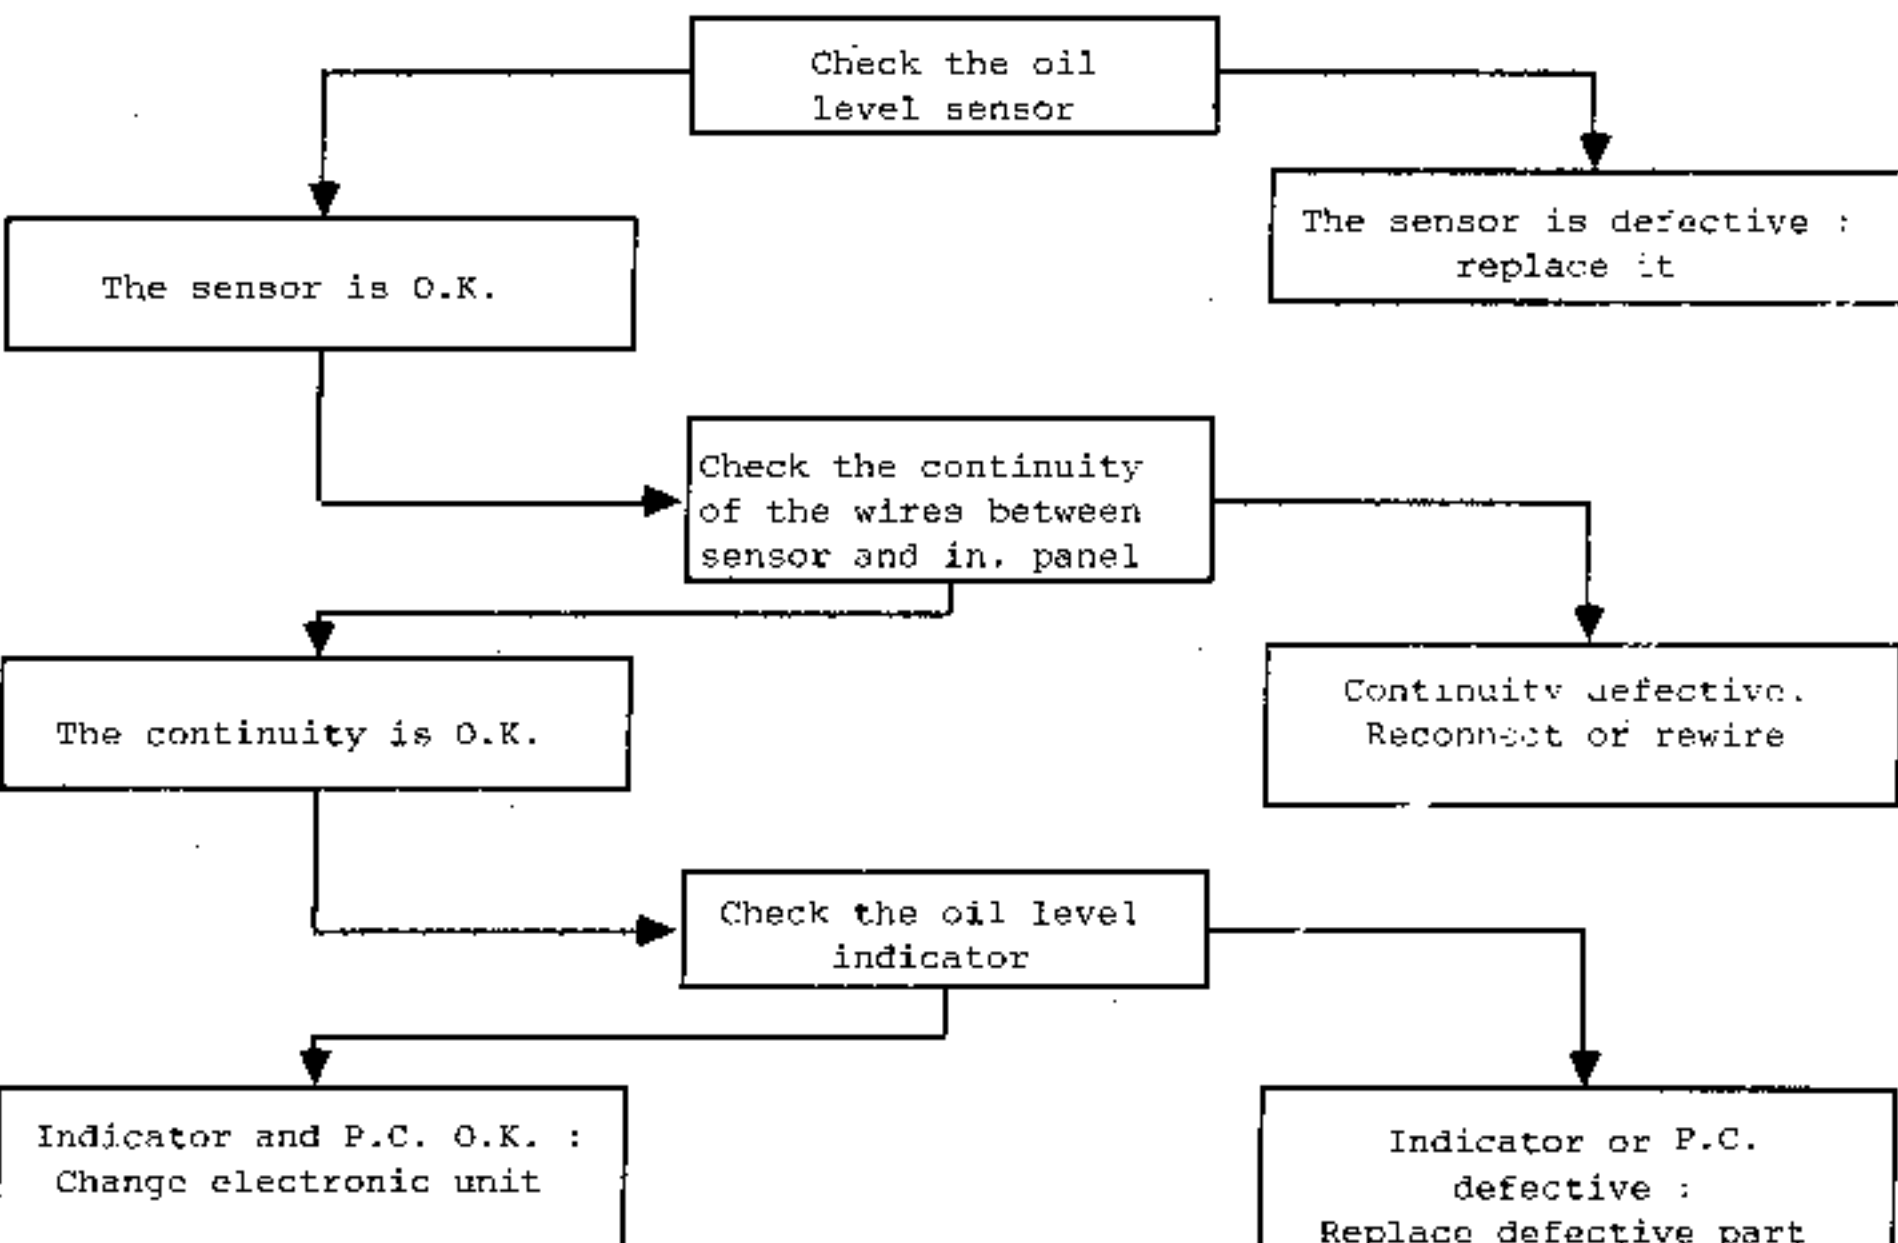 Check the oil
level sensor
The sensor is defective :
replace it
The sensor is O.K.
Check the continuity
of the wires between
sensor and in. panel
The continuity is O.K.
Continuity defective.
Reconnect or rewire
Check the oil level
indicator
Indicator and P.C. O.K. :
Change electronic unit
Indicator or P.C.
defective :
Replace defective part